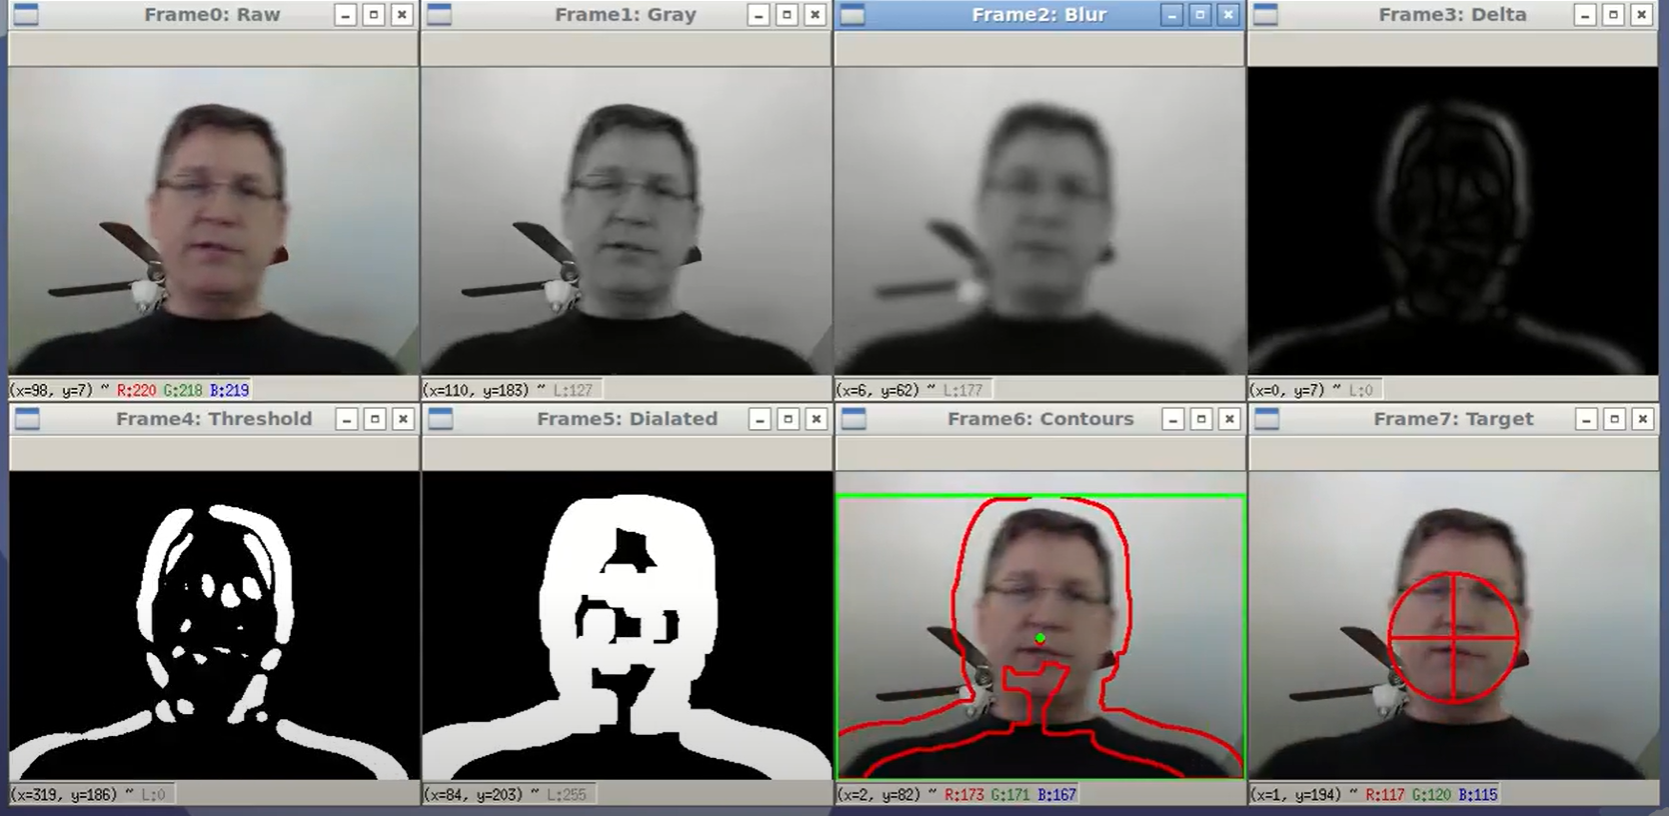 Frame0: Raw
Frame1: Gray
Frame2: Blur
Frame3: Delta
(x=98, y=7) ~ R:220 G:218 B:219
(x=110, y=183) ~ L:127
(x=6, y=62) ~ L:177
(x=0, y=7) ~ L:0
Frame4: Threshold
Frame5: Dialated
Frame6: Contours
Frame7: Target
(x=319, y=186) ~ L:0
(x=84, y=203) ~ L:255
(x=2, y=82) ~ R:173 G:171 B:167
(x=1, y=194) ~ R:117 G:120 B:115